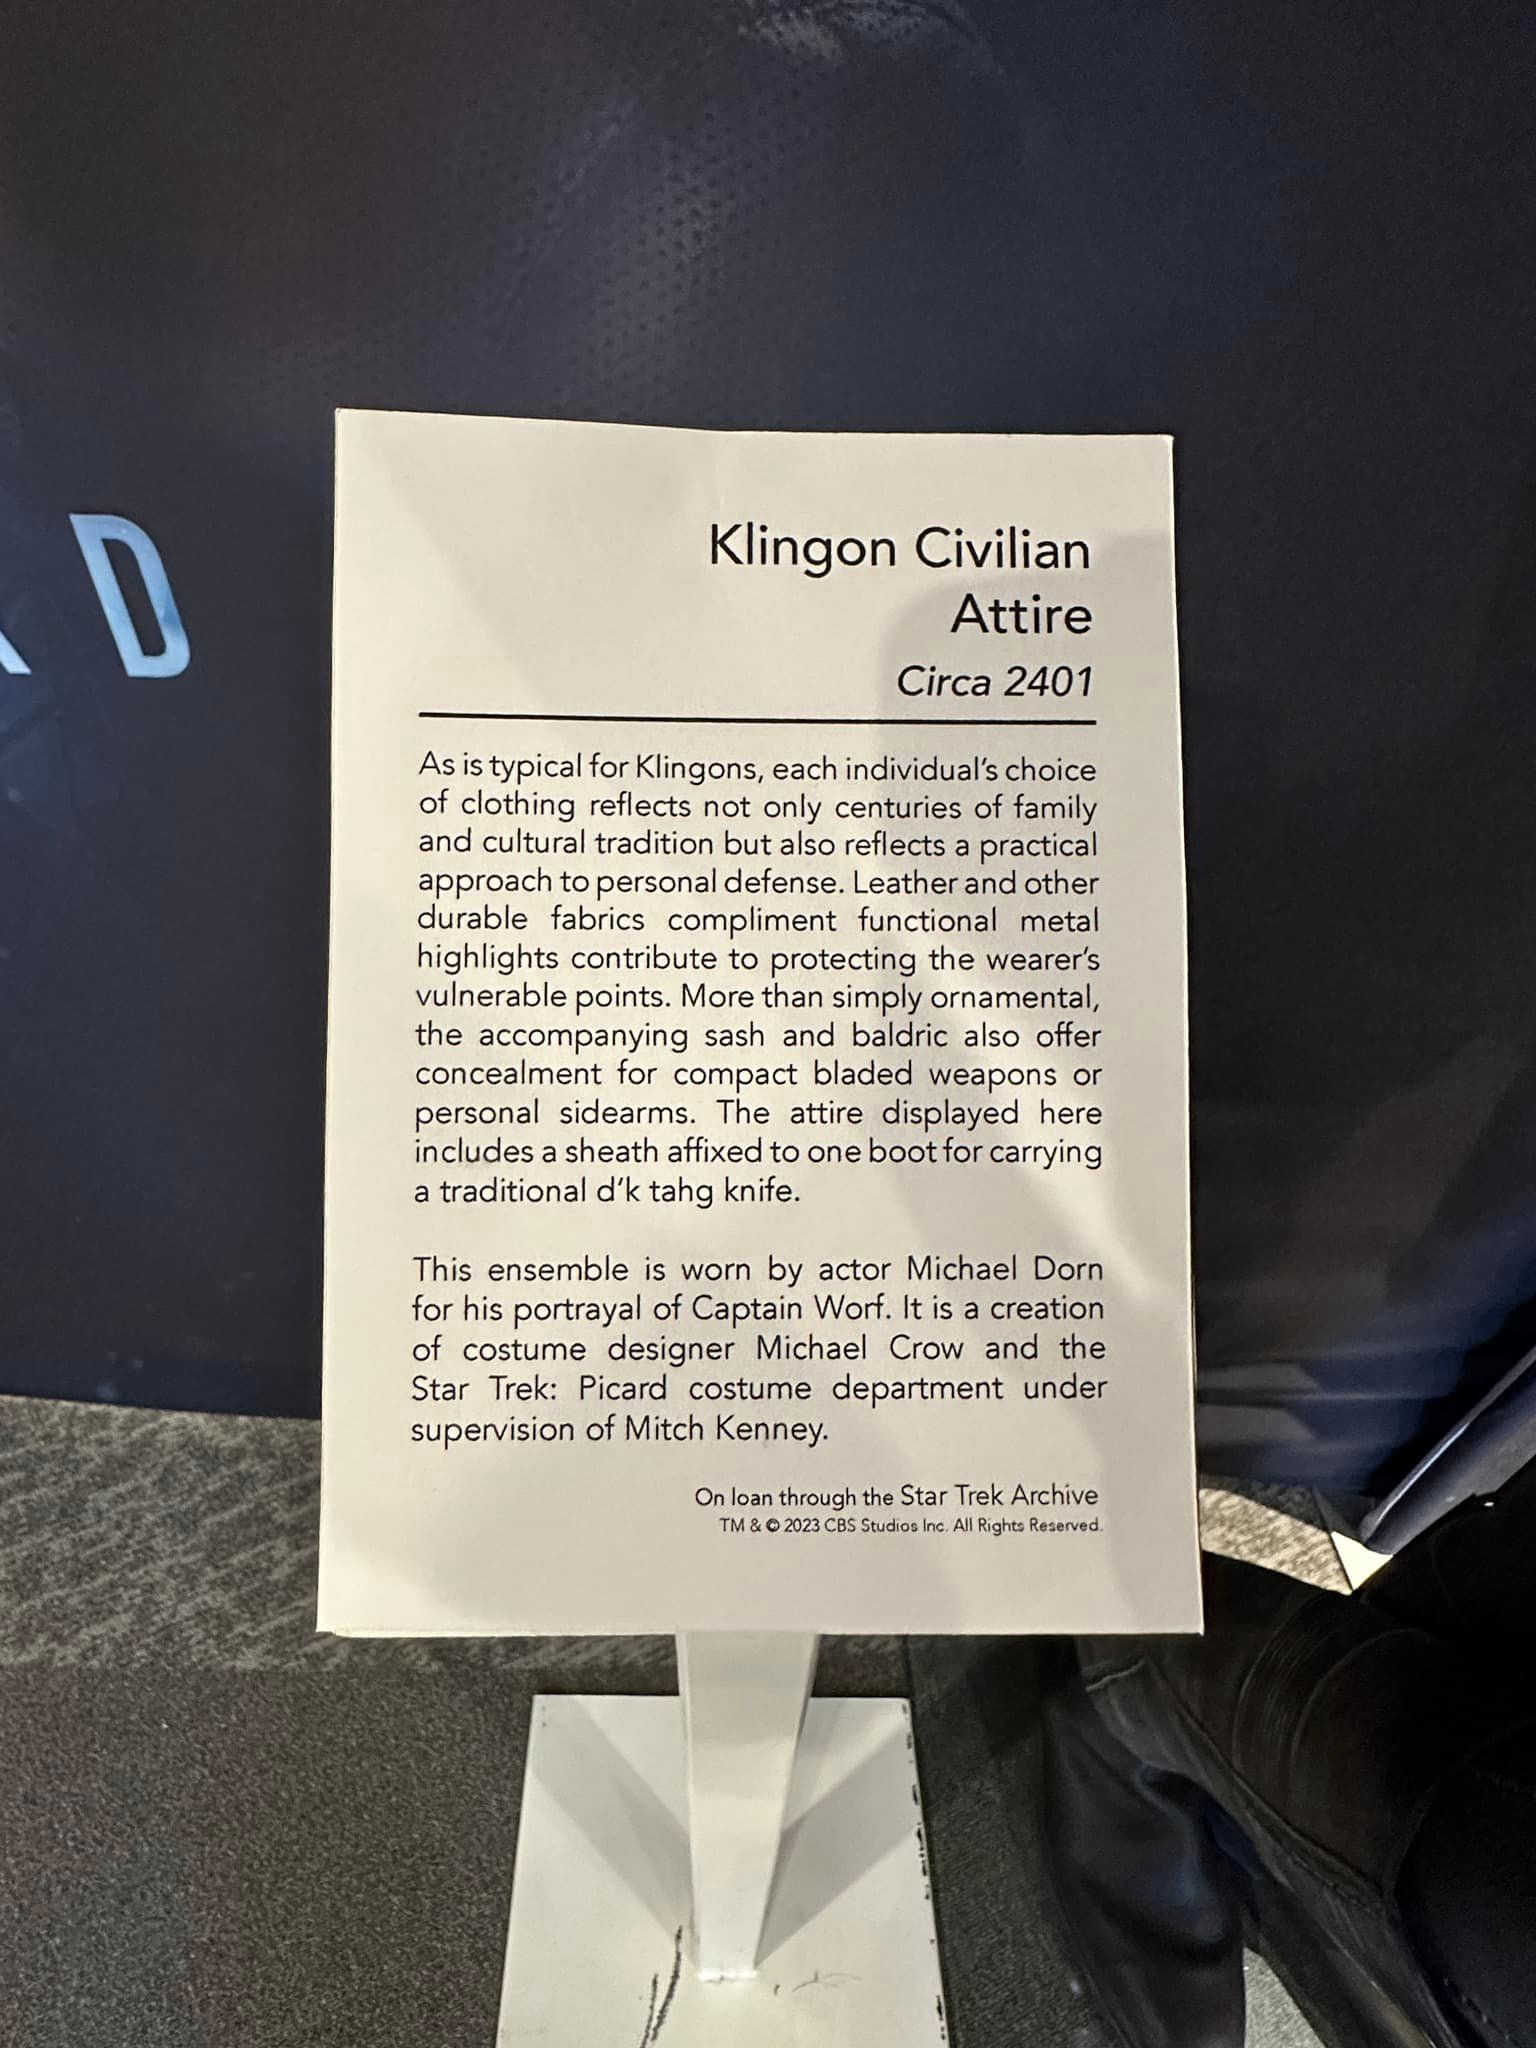 D
Klingon Civilian
Attire
Circa 2401
As is typical for Klingons, each individual's choice
of clothing reflects not only centuries of family
and cultural tradition but also reflects a practical
approach to personal defense. Leather and other
durable fabrics compliment functional metal
highlights contribute to protecting the wearer's
vulnerable points. More than simply ornamental,
the accompanying sash and baldric also offer
concealment for compact bladed weapons or
personal sidearms. The attire displayed here
includes a sheath affixed to one boot for carrying
a traditional d'k tahg knife.
This ensemble is worn by actor Michael Dorn
for his portrayal of Captain Worf. It is a creation
of costume designer Michael Crow and the
Star Trek: Picard costume department under
supervision of Mitch Kenney.
On loan through the Star Trek Archive
TM & © 2023 CBS Studios Inc. All Rights Reserved.